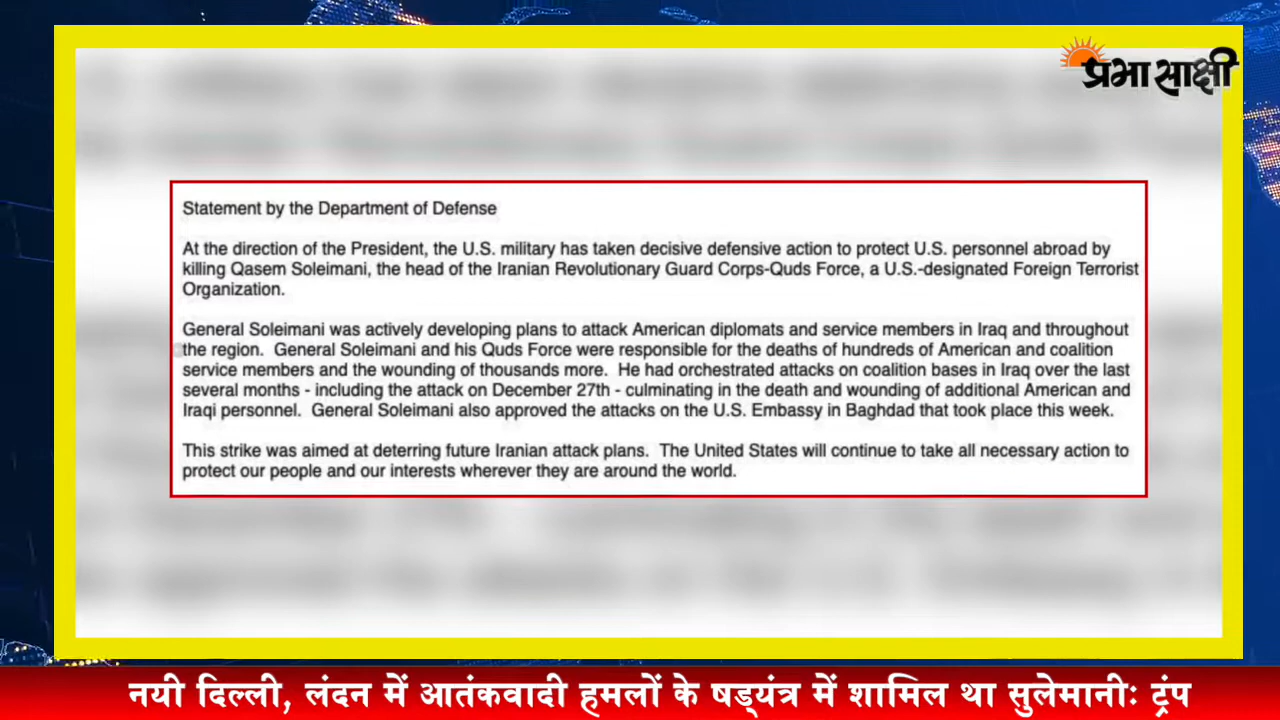 प्रभा साक्षी
Statement by the Department of Defense
At the direction of the President, the U.S. military has taken decisive defensive action to protect U.S. personnel abroad by
killing Qasem Soleimani, the head of the Iranian Revolutionary Guard Corps-Quds Force, a U.S.-designated Foreign Terrorist
Organization.
General Soleimani was actively developing plans to attack American diplomats and service members in Iraq and throughout
the region.  General Soleimani and his Quds Force were responsible for the deaths of hundreds of American and coalition
service members and the wounding of thousands more.  He had orchestrated attacks on coalition bases in Iraq over the last
several months - including the attack on December 27th - culminating in the death and wounding of additional American and
Iraqi personnel.  General Soleimani also approved the attacks on the U.S. Embassy in Baghdad that took place this week.
This strike was aimed at deterring future Iranian attack plans.  The United States will continue to take all necessary action to
protect our people and our interests wherever they are around the world.
नयी दिल्ली, लंदन में आतंकवादी हमलों के षड्यंत्र में शामिल था सुलेमानीः ट्रंप